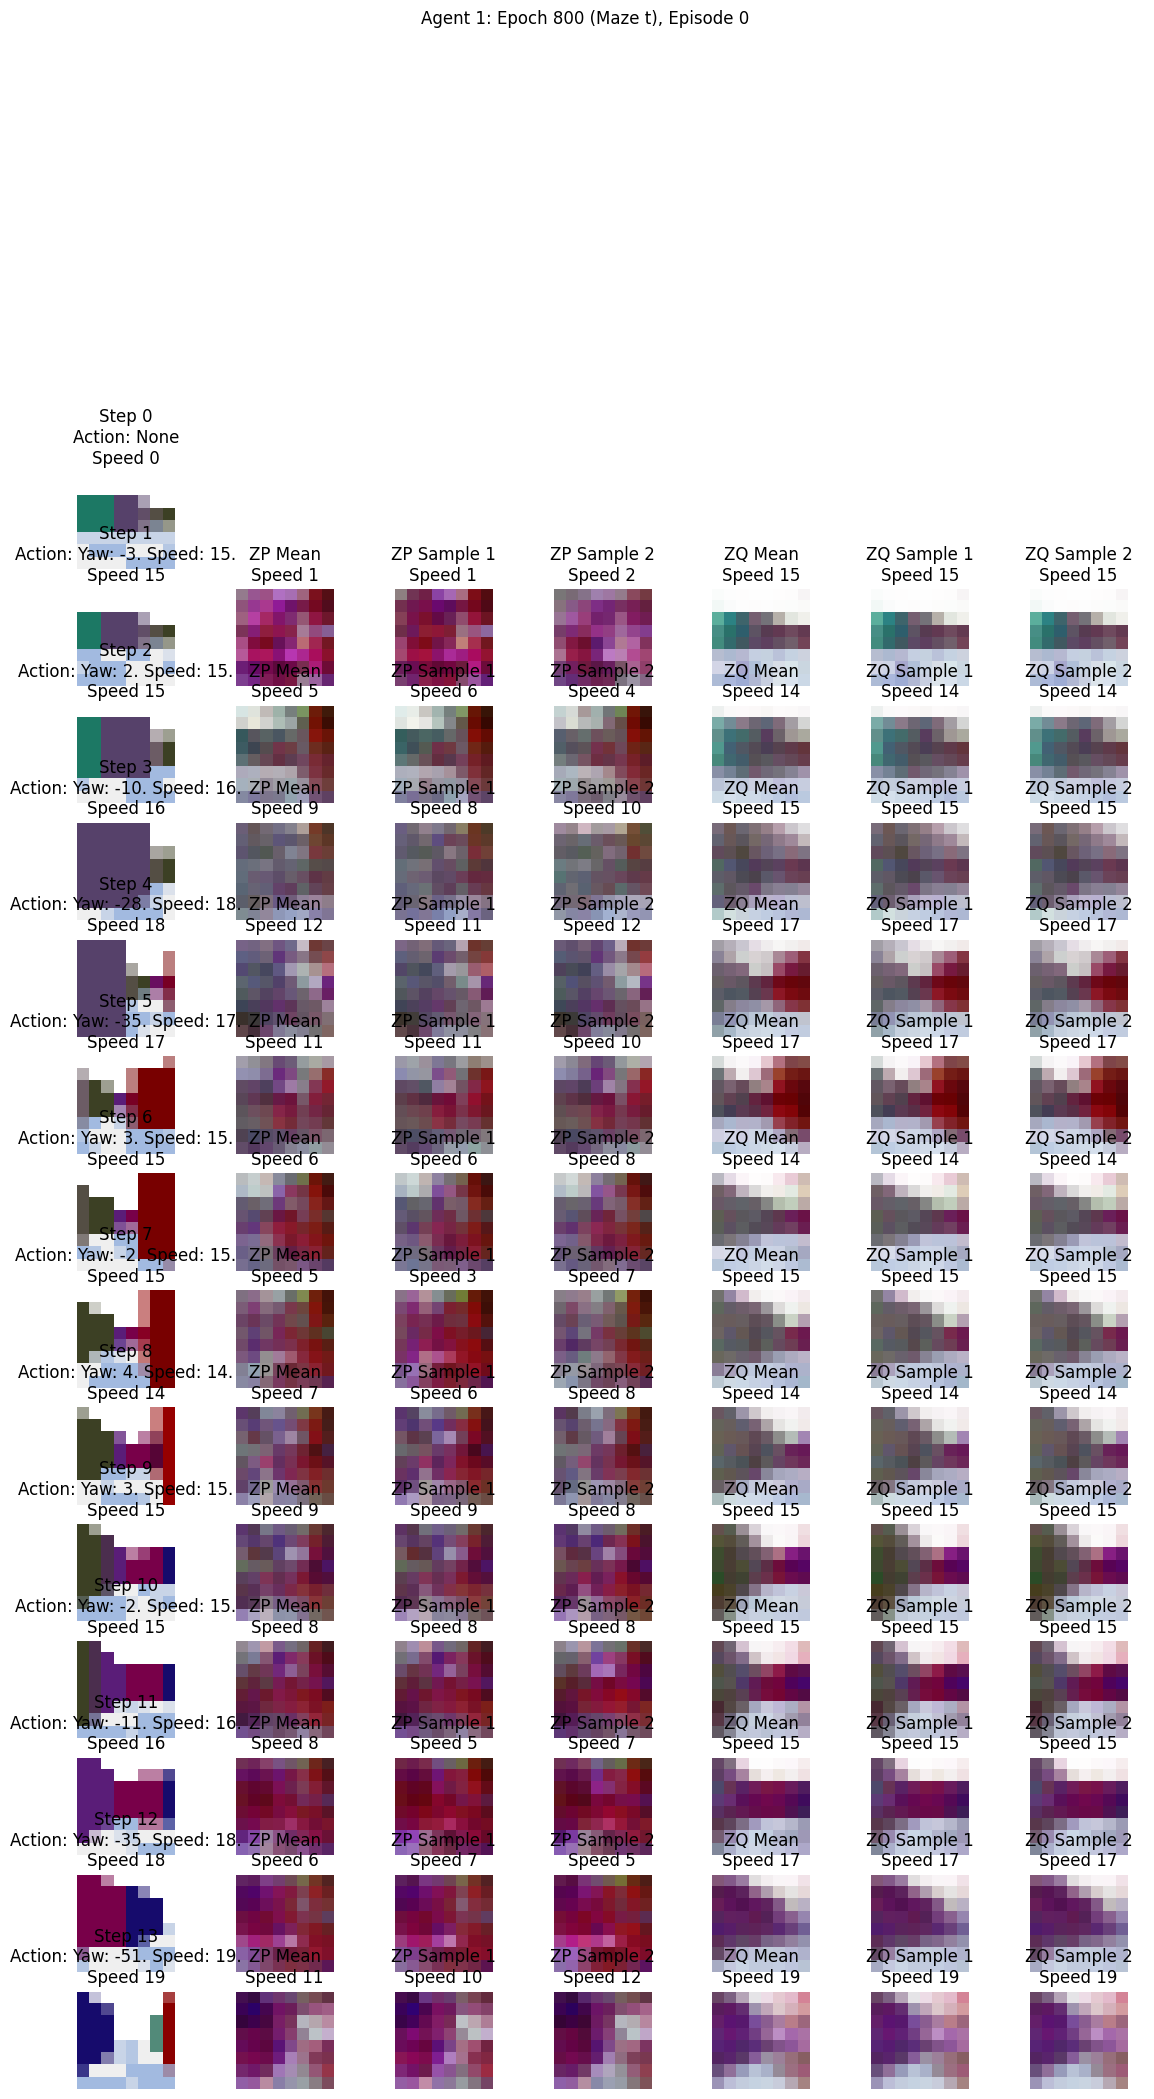 Agent 1: Epoch 800 (Maze t), Episode 0
Step 0
Action: None
Speed 0
Step 1
Action: Yaw: -3. Speed: 15. ZP Mean ZP Sample 1 ZP Sample 2 ZQ Mean ZQ Sample 1 ZQ Sample 2
Speed 15 Speed 1 Speed 1 Speed 2 Speed 15 Speed 15 Speed 15
Step 2
Action: Yaw: 2. Speed: 15. ZP Mean ZP Sample 1 ZP Sample 2 ZQ Mean ZQ Sample 1 ZQ Sample 2
Speed 15 Speed 5 Speed 6 Speed 4 Speed 14 Speed 14 Speed 14
Step 3
Action: Yaw: -10. Speed: 16. ZP Mean ZP Sample 1 ZP Sample 2 ZQ Mean ZQ Sample 1 ZQ Sample 2
Speed 16 Speed 9 Speed 8 Speed 10 Speed 15 Speed 15 Speed 15
Step 4
Action: Yaw: -28. Speed: 18. ZP Mean ZP Sample 1 ZP Sample 2 ZQ Mean ZQ Sample 1 ZQ Sample 2
Speed 18 Speed 12 Speed 11 Speed 12 Speed 17 Speed 17 Speed 17
Step 5
Action: Yaw: -35. Speed: 17. ZP Mean ZP Sample 1 ZP Sample 2 ZQ Mean ZQ Sample 1 ZQ Sample 2
Speed 17 Speed 11 Speed 11 Speed 10 Speed 17 Speed 17 Speed 17
Step 6
Action: Yaw: 3. Speed: 15. ZP Mean ZP Sample 1 ZP Sample 2 ZQ Mean ZQ Sample 1 ZQ Sample 2
Speed 15 Speed 6 Speed 6 Speed 8 Speed 14 Speed 14 Speed 14
Step 7
Action: Yaw: -2. Speed: 15. ZP Mean ZP Sample 1 ZP Sample 2 ZQ Mean ZQ Sample 1 ZQ Sample 2
Speed 15 Speed 5 Speed 3 Speed 7 Speed 15 Speed 15 Speed 15
Step 8
Action: Yaw: 4. Speed: 14. ZP Mean ZP Sample 1 ZP Sample 2 ZQ Mean ZQ Sample 1 ZQ Sample 2
Speed 14 Speed 7 Speed 6 Speed 8 Speed 14 Speed 14 Speed 14
Step 9
Action: Yaw: 3. Speed: 15. ZP Mean ZP Sample 1 ZP Sample 2 ZQ Mean ZQ Sample 1 ZQ Sample 2
Speed 15 Speed 9 Speed 9 Speed 8 Speed 15 Speed 15 Speed 15
Step 10
Action: Yaw: -2. Speed: 15. ZP Mean ZP Sample 1 ZP Sample 2 ZQ Mean ZQ Sample 1 ZQ Sample 2
Speed 15 Speed 8 Speed 8 Speed 8 Speed 15 Speed 15 Speed 15
Step 11
Action: Yaw: -11. Speed: 16. ZP Mean ZP Sample 1 ZP Sample 2 ZQ Mean ZQ Sample 1 ZQ Sample 2
Speed 16 Speed 8 Speed 5 Speed 7 Speed 15 Speed 15 Speed 15
Step 12
Action: Yaw: -35. Speed: 18. ZP Mean ZP Sample 1 ZP Sample 2 ZQ Mean ZQ Sample 1 ZQ Sample 2
Speed 18 Speed 6 Speed 7 Speed 5 Speed 17 Speed 17 Speed 17
Step 13
Action: Yaw: -51. Speed: 19. ZP Mean ZP Sample 1 ZP Sample 2 ZQ Mean ZQ Sample 1 ZQ Sample 2
Speed 19 Speed 11 Speed 10 Speed 12 Speed 19 Speed 19 Speed 19